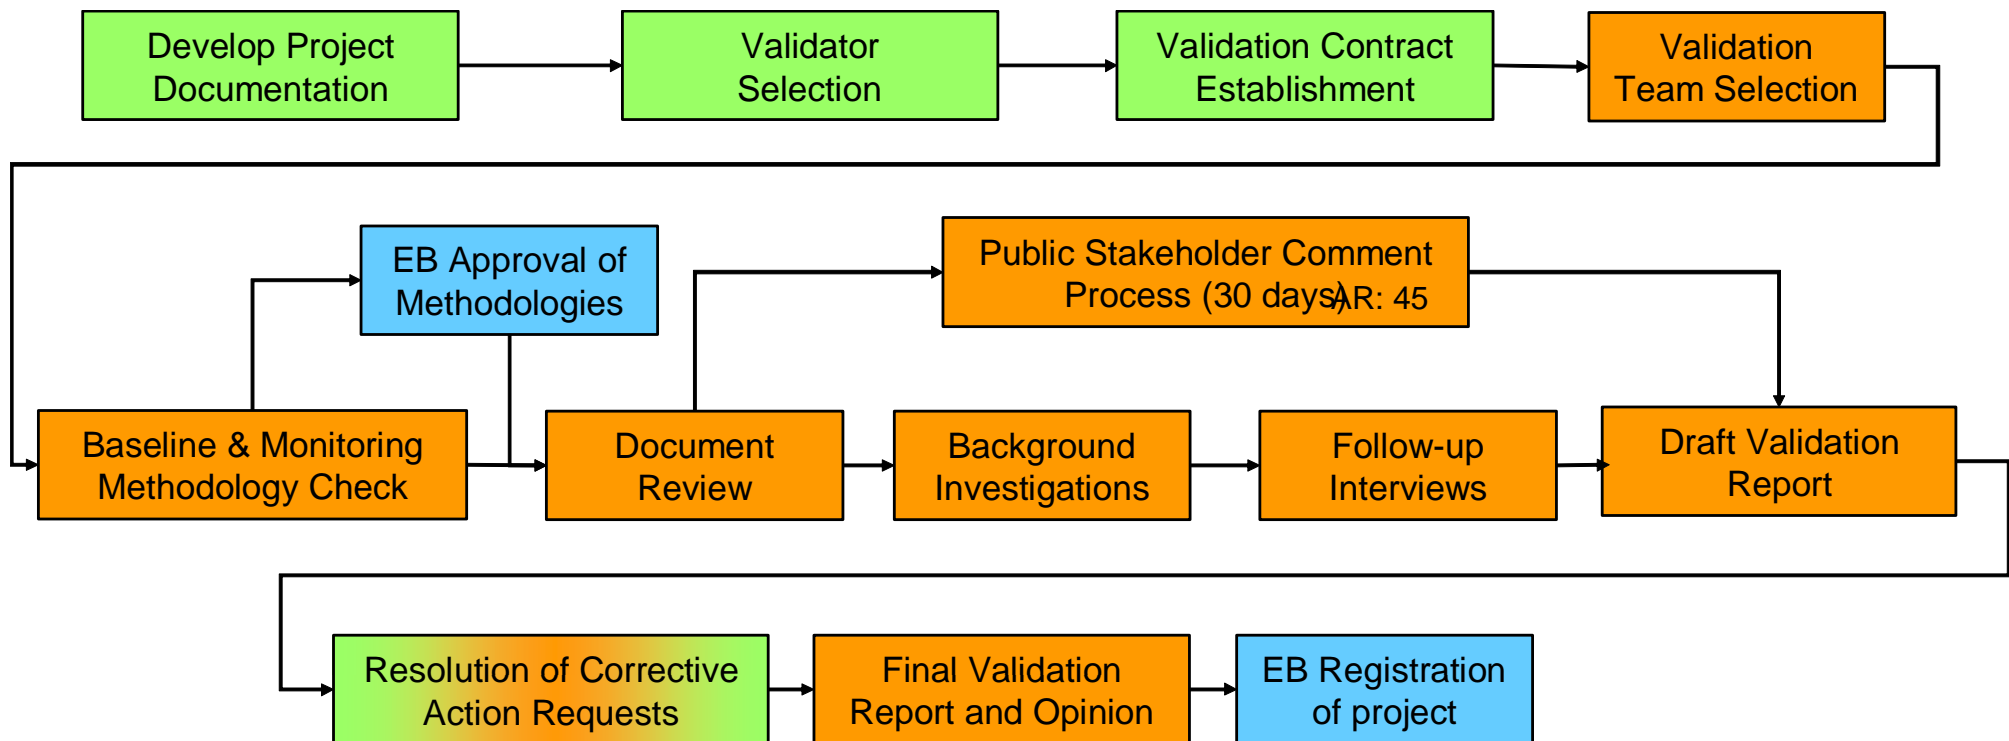 Develop Project
Documentation
Validator
Selection
Validation Contract
Establishment
Validation
Team Selection
EB Approval of
Methodologies
Public Stakeholder Comment
Process (30 days)
AR: 45
Baseline & Monitoring
Methodology Check
Document
Review
Background
Investigations
Follow-up
Interviews
Draft Validation
Report
Resolution of Corrective
Action Requests
Final Validation
Report and Opinion
EB Registration
of project